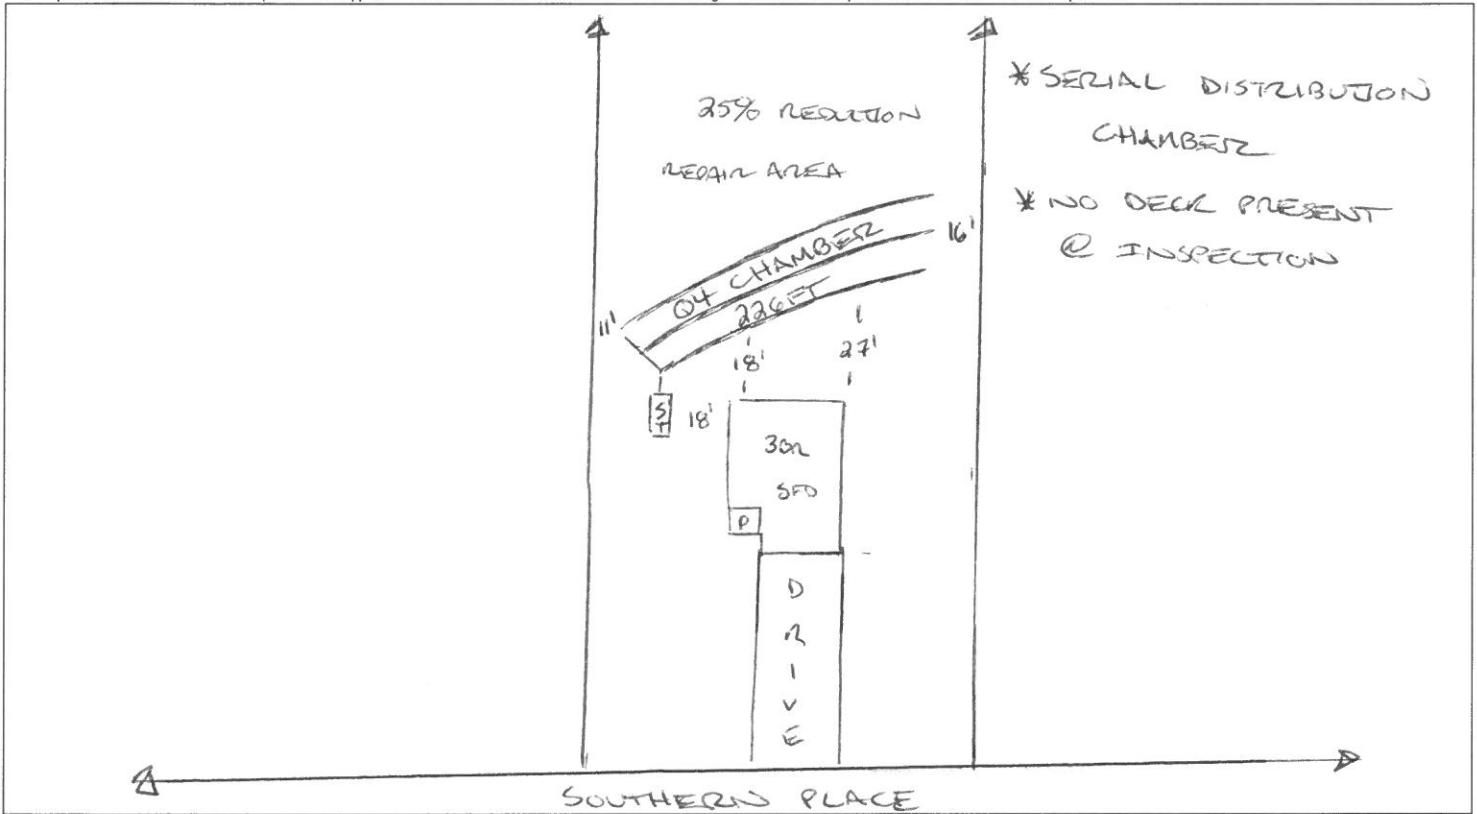 25% REDUCTION
REPAIR AREA
* SERIAL DISTRIBUTION
CHAMBER
* NO DECK PRESENT
@ INSPECTION
Q4 CHAMBER
226FT
16'
11'
18'
27'
ST
18'
3BR
SFD
P
DRIVE
SOUTHERN PLACE